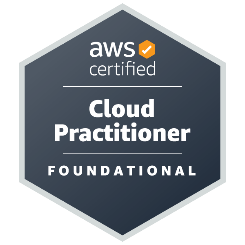 aws
certified
Cloud
Practitioner
FOUNDATIONAL